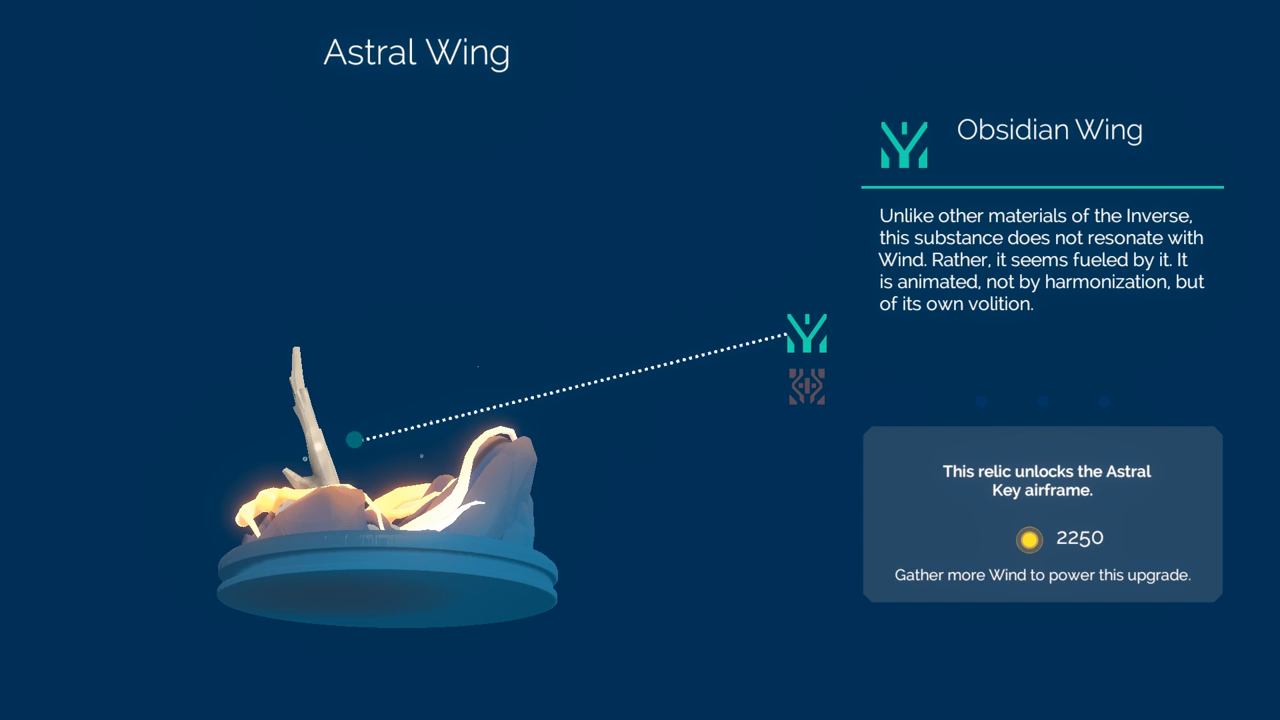 Astral Wing
Obsidian Wing
Unlike other materials of the Inverse,
this substance does not resonate with
Wind. Rather, it seems fueled by it. It
is animated, not by harmonization, but
of its own volition.
This relic unlocks the Astral
Key airframe.
2250
Gather more Wind to power this upgrade.